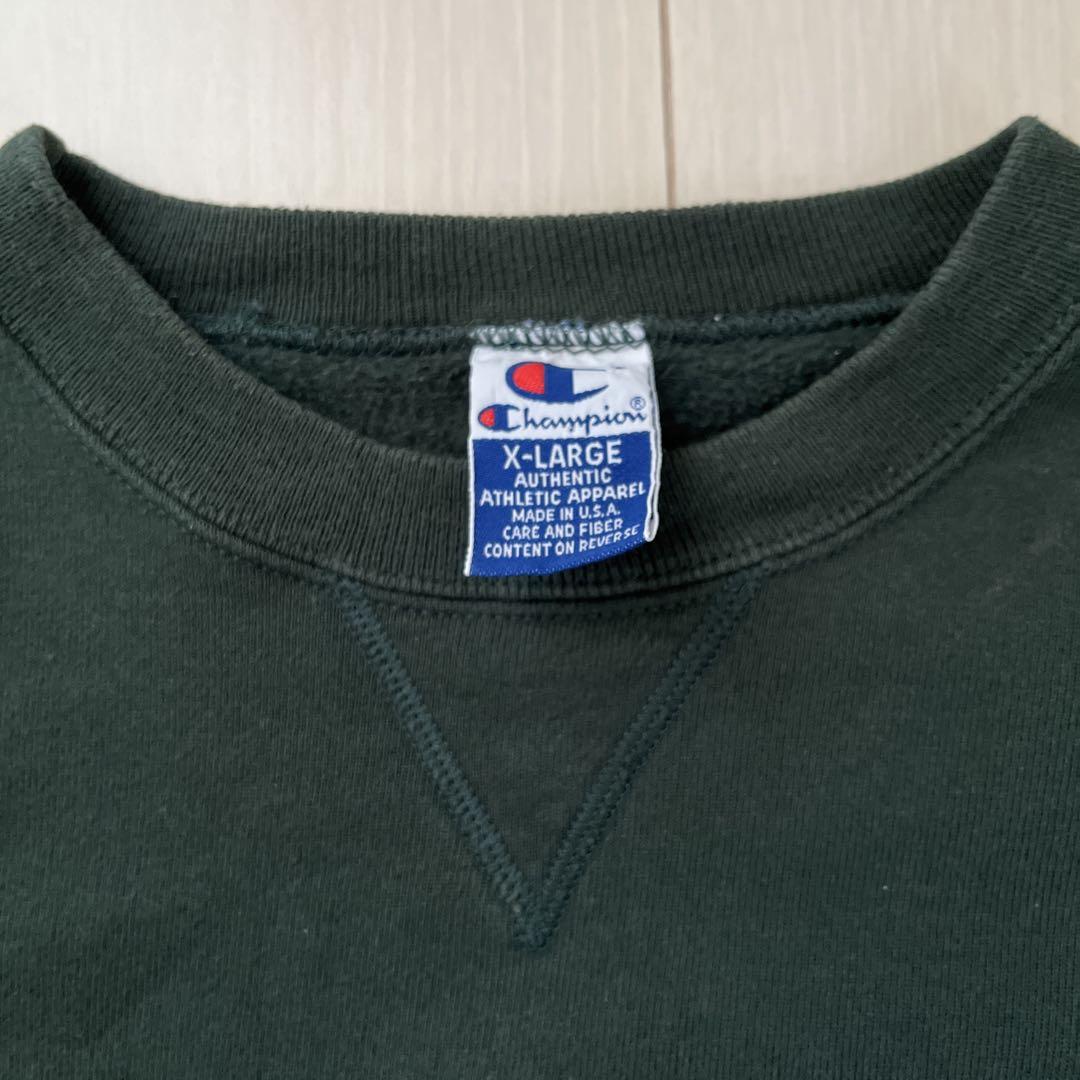 Champion®
X-LARGE
AUTHENTIC
ATHLETIC APPAREL
MADE IN U.S.A.
CARE AND FIBER
CONTENT ON REVERSE